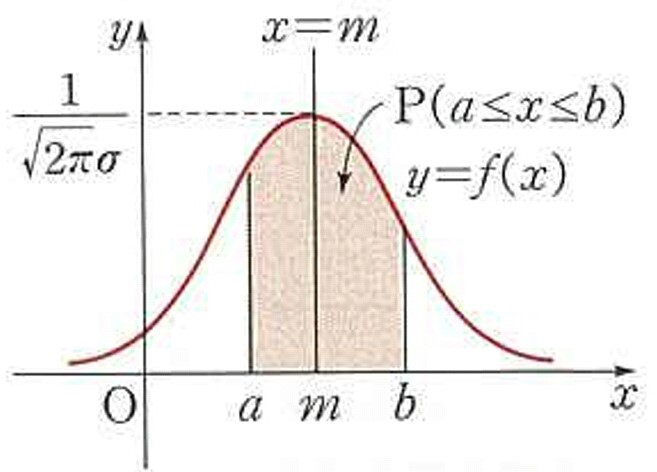 y
x=m
1/√2πσ
P(a≤x≤b)
y=f(x)
O a m b x